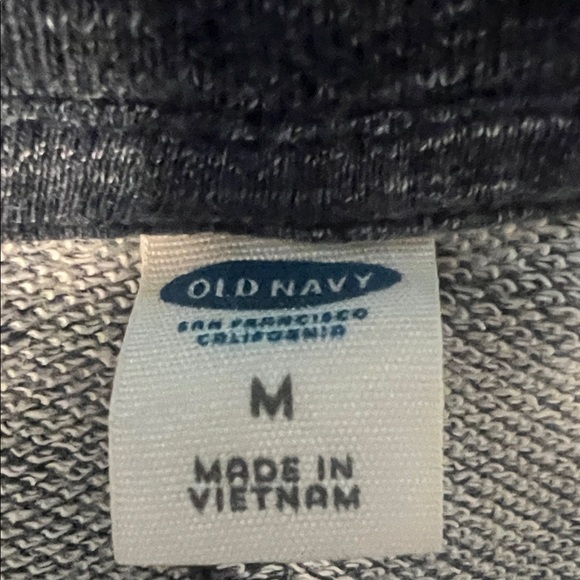 OLD NAVY
SAN FRANCISCO
CALIFORNIA
M
MADE IN
VIETNAM